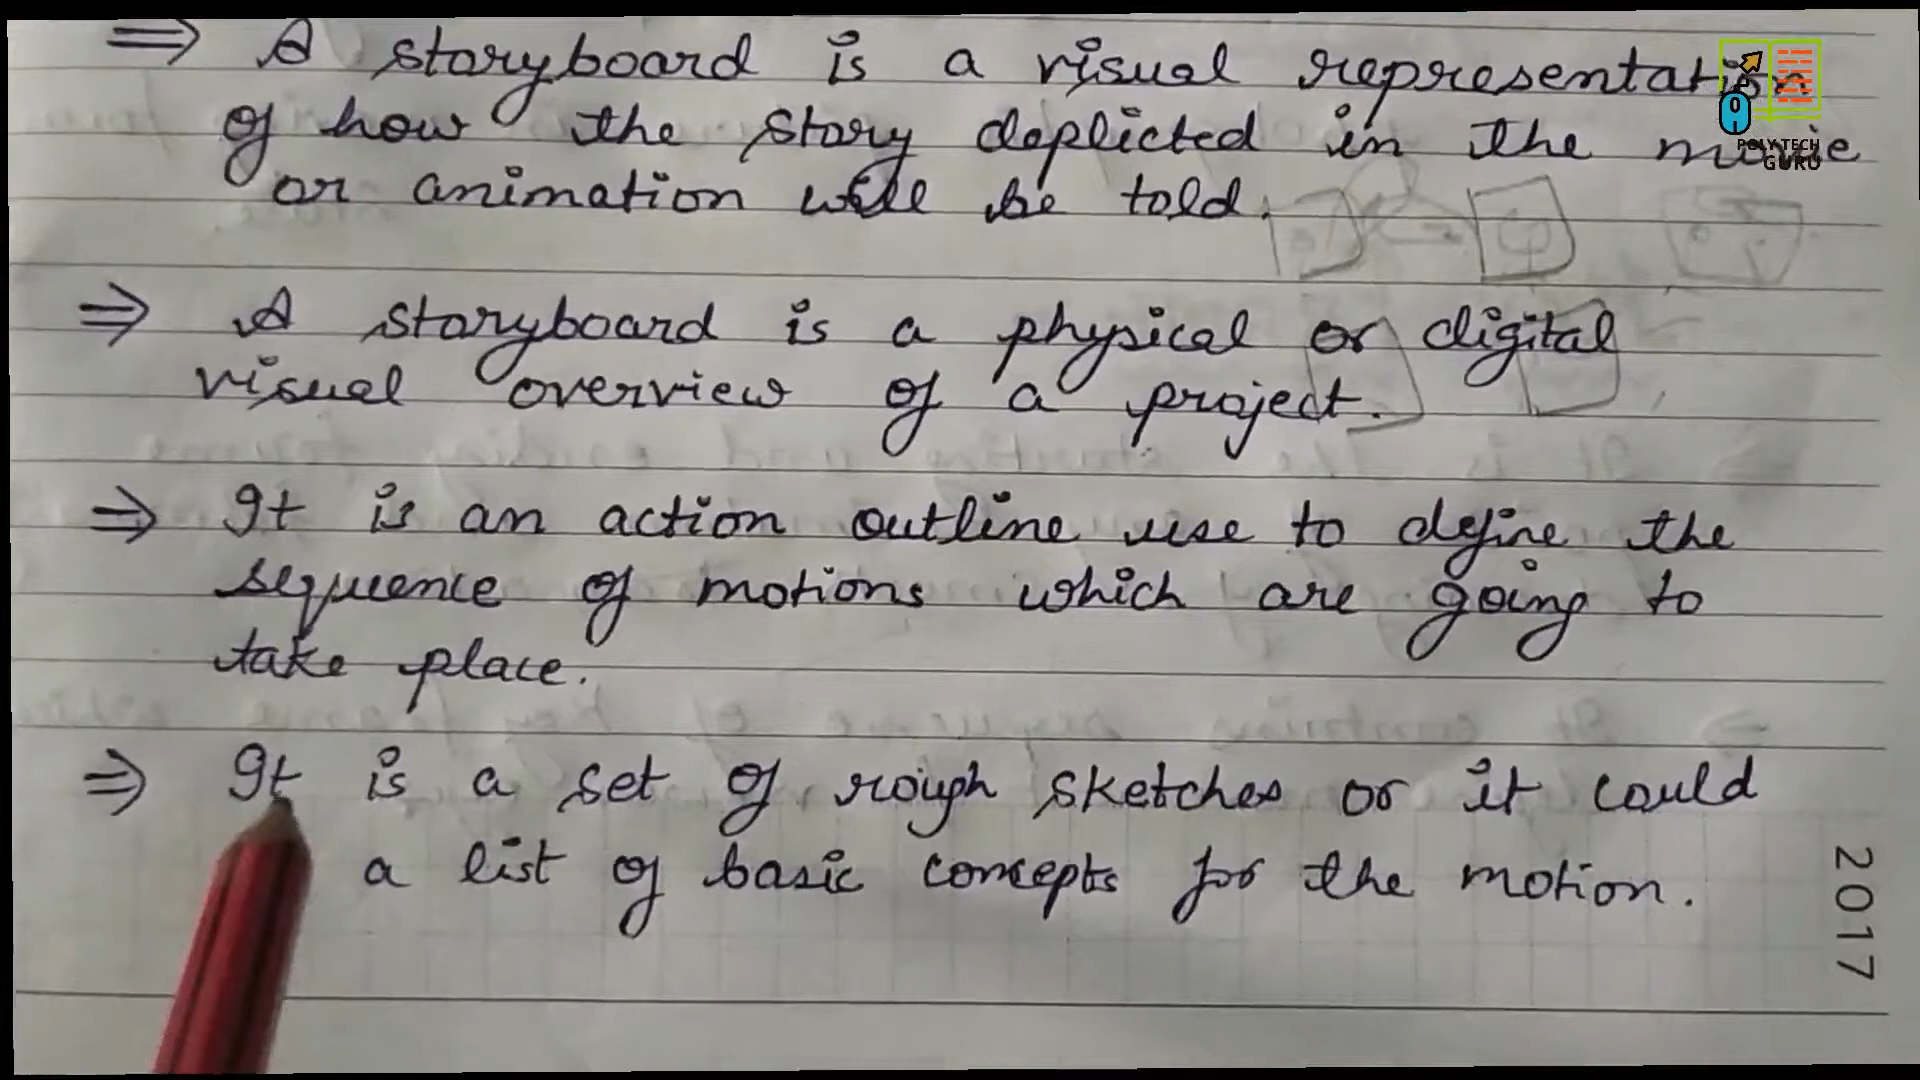 ⇒ A storyboard is a visual representation
of how the story depicted in the movie
or animation will be told.
⇒ A storyboard is a physical or digital
visual overview of a project.
⇒ It is an action outline use to define the
sequence of motions which are going to
take place.
⇒ It is a set of rough sketches or it could
a list of basic concepts for the motion.
POLY TECH
GURU
2017